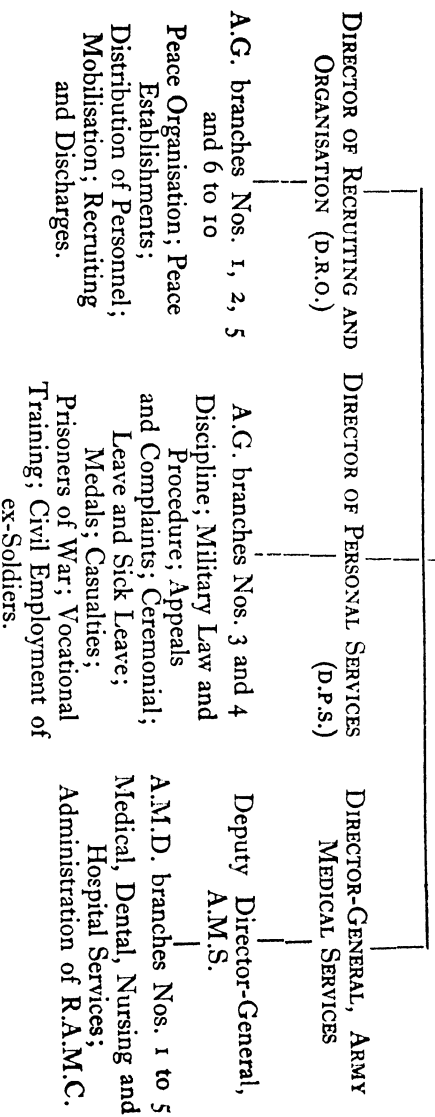 DIRECTOR OF RECRUITING AND
ORGANISATION (D.R.O.)
A.G. branches Nos. 1, 2, 5
and 6 to 10
Peace Organisation; Peace
Establishments;
Distribution of Personnel;
Mobilisation; Recruiting
and Discharges.
DIRECTOR OF PERSONAL SERVICES
(D.P.S.)
A.G. branches Nos. 3 and 4
Discipline; Military Law and
Procedure; Appeals
and Complaints; Ceremonial;
Leave and Sick Leave;
Medals; Casualties;
Prisoners of War; Vocational
Training; Civil Employment of
ex-Soldiers.
DIRECTOR-GENERAL, ARMY
MEDICAL SERVICES
Deputy Director-General,
A.M.S.
A.M.D. branches Nos. 1 to 5
Medical, Dental, Nursing and
Hospital Services;
Administration of R.A.M.C.